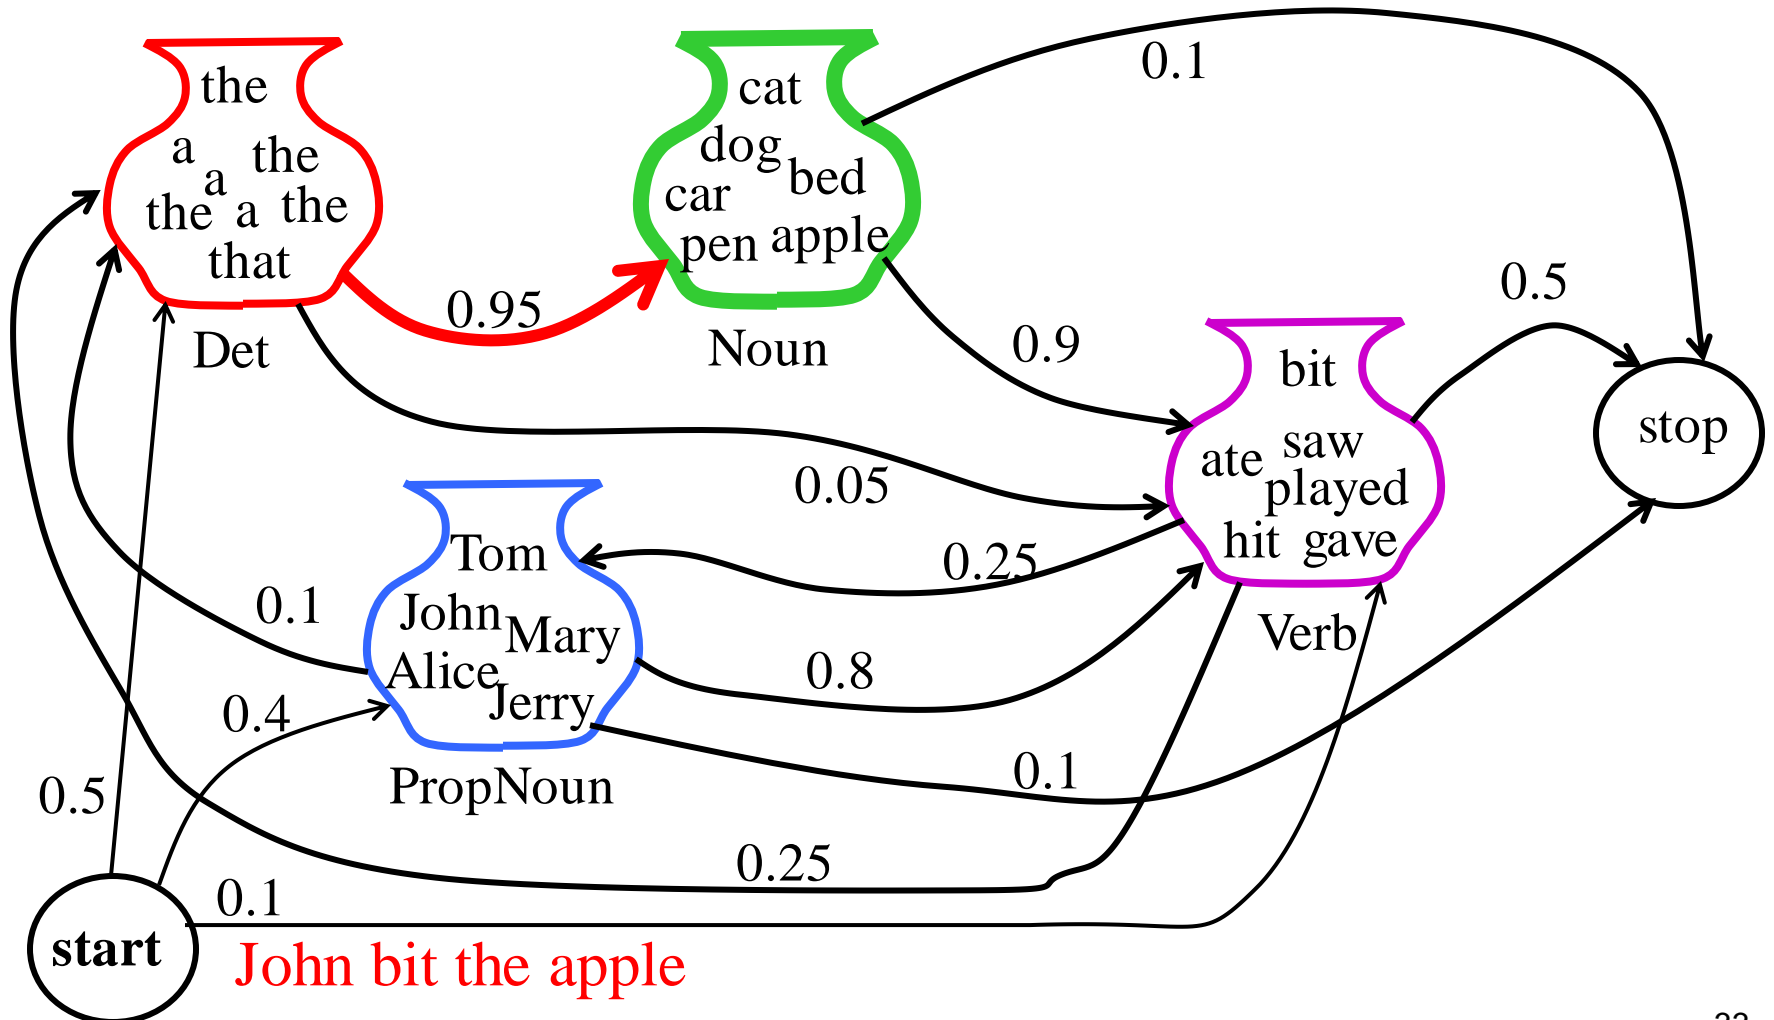 the
a
the
a
the a the
that
Det
0.95
cat
dog
bed
car
pen apple
Noun
0.1
0.9
0.5
bit
saw
ate
played
hit gave
Verb
stop
0.05
0.25
Tom
John
Mary
Alice
Jerry
PropNoun
0.1
0.4
0.8
0.1
0.5
0.25
0.1
start
John bit the apple